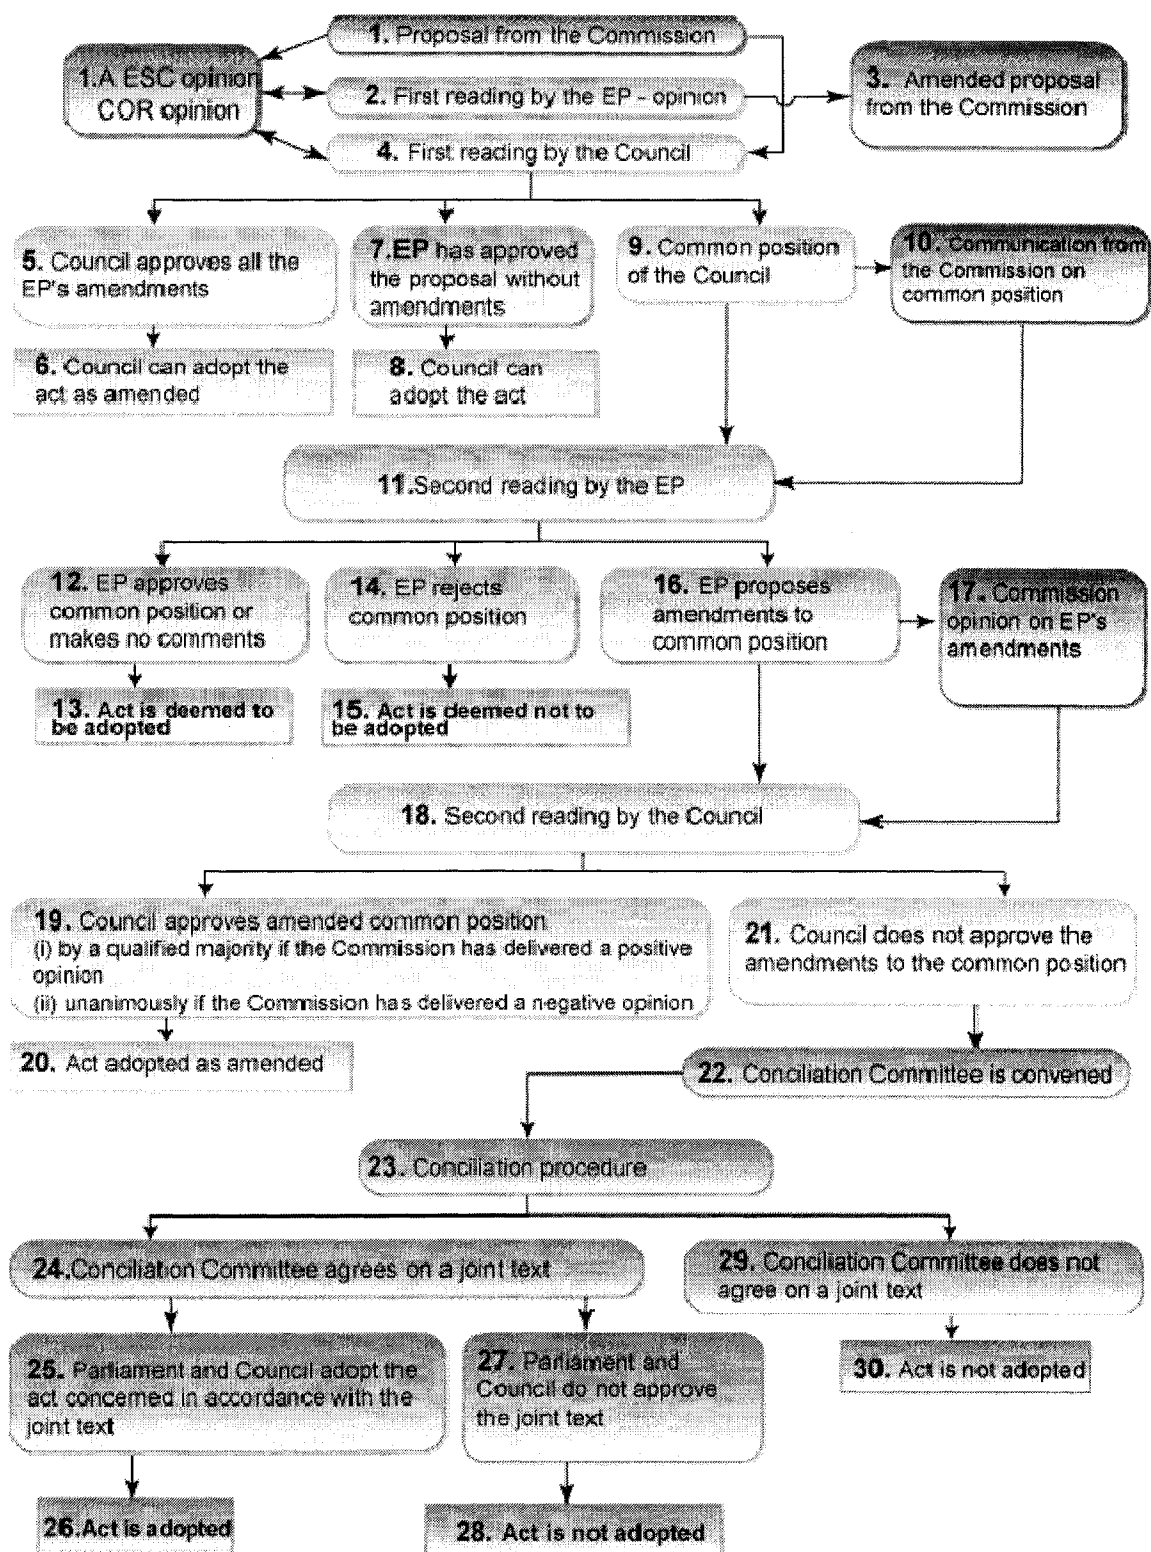 1. Proposal from the Commission
1.A ESC opinion
COR opinion
2. First reading by the EP - opinion
3. Amended proposal
from the Commission
4. First reading by the Council
5. Council approves all the
EP's amendments
7.EP has approved
the proposal without
amendments
9. Common position
of the Council
10. Communication from
the Commission on
common position
6. Council can adopt the
act as amended
8. Council can
adopt the act
11.Second reading by the EP
12. EP approves
common position or
makes no comments
14. EP rejects
common position
16. EP proposes
amendments to
common position
17. Commission
opinion on EP's
amendments
13. Act is deemed to
be adopted
15. Act is deemed not to
be adopted
18. Second reading by the Council
19. Council approves amended common position
(i) by a qualified majority if the Commission has delivered a positive
opinion
(ii) unanimously if the Commission has delivered a negative opinion
21. Council does not approve the
amendments to the common position
20. Act adopted as amended
22. Conciliation Committee is convened
23. Conciliation procedure
24.Conciliation Committee agrees on a joint text
29. Conciliation Committee does not
agree on a joint text
25. Parliament and Council adopt the
act concerned in accordance with the
joint text
27. Parliament and
Council do not approve
the joint text
30. Act is not adopted
26.Act is adopted
28. Act is not adopted